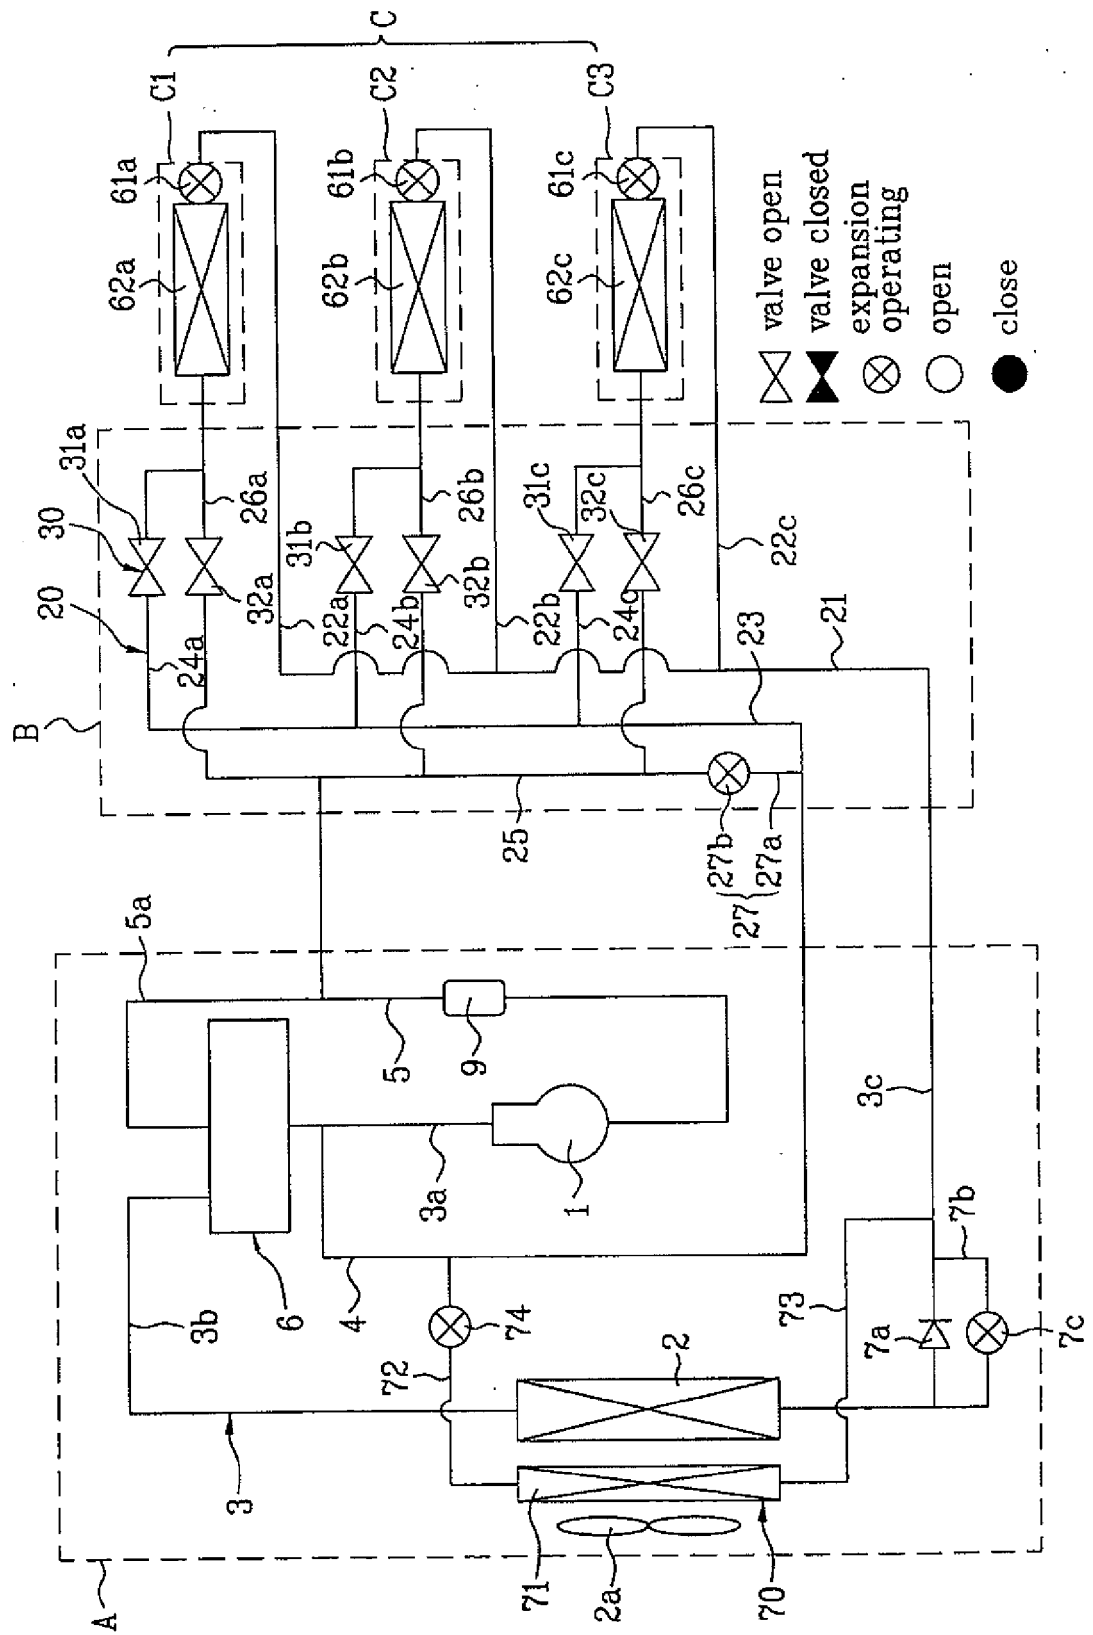 B
20
30
31a
A
5a
62a
61a
C1
3b
24a
3
6
32a
26a
4
22a
31b
62b
61b
C2
C
72
5
24b
3a
9
74
32b
26b
25
71
1
22b
31c
62c
61c
C3
2a
2
24c
32c
26c
27
27b
27a
23
22c
70
73
21
7a
3c
7b
7c
valve open
valve closed
expansion
operating
open
close